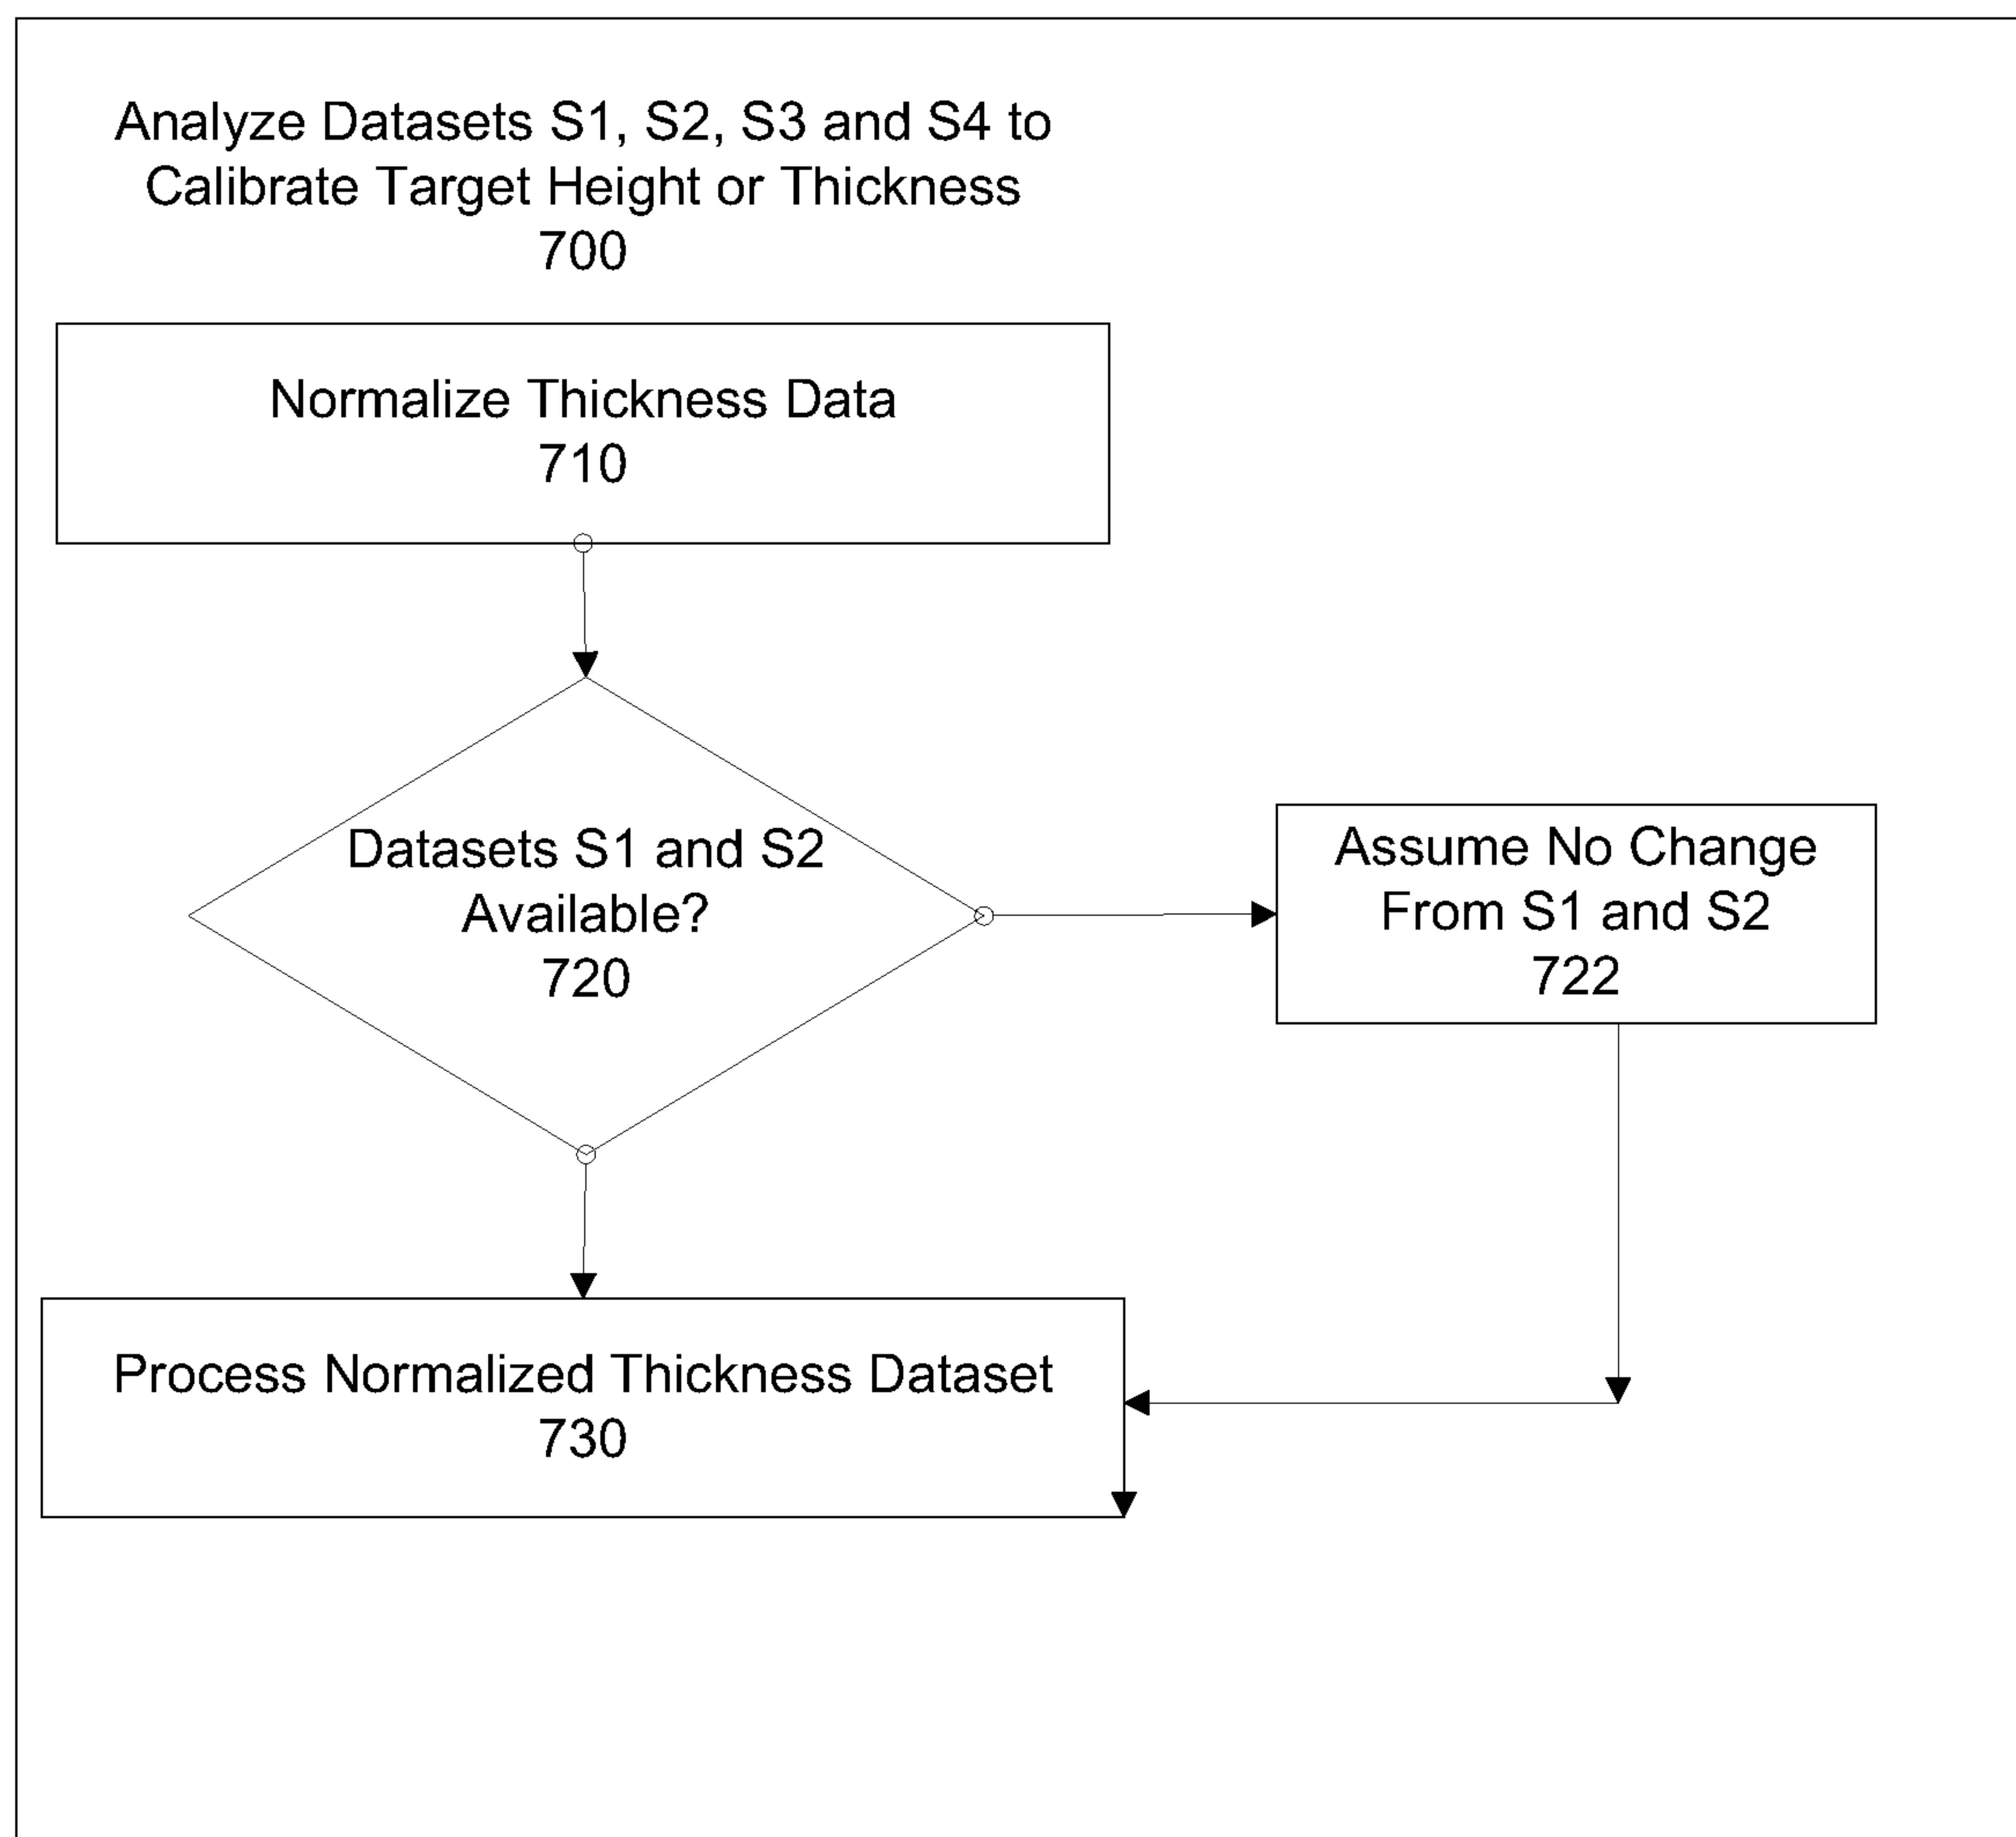 Analyze Datasets S1, S2, S3 and S4 to
Calibrate Target Height or Thickness
700
Normalize Thickness Data
710
Datasets S1 and S2
Available?
720
Assume No Change
From S1 and S2
722
Process Normalized Thickness Dataset
730